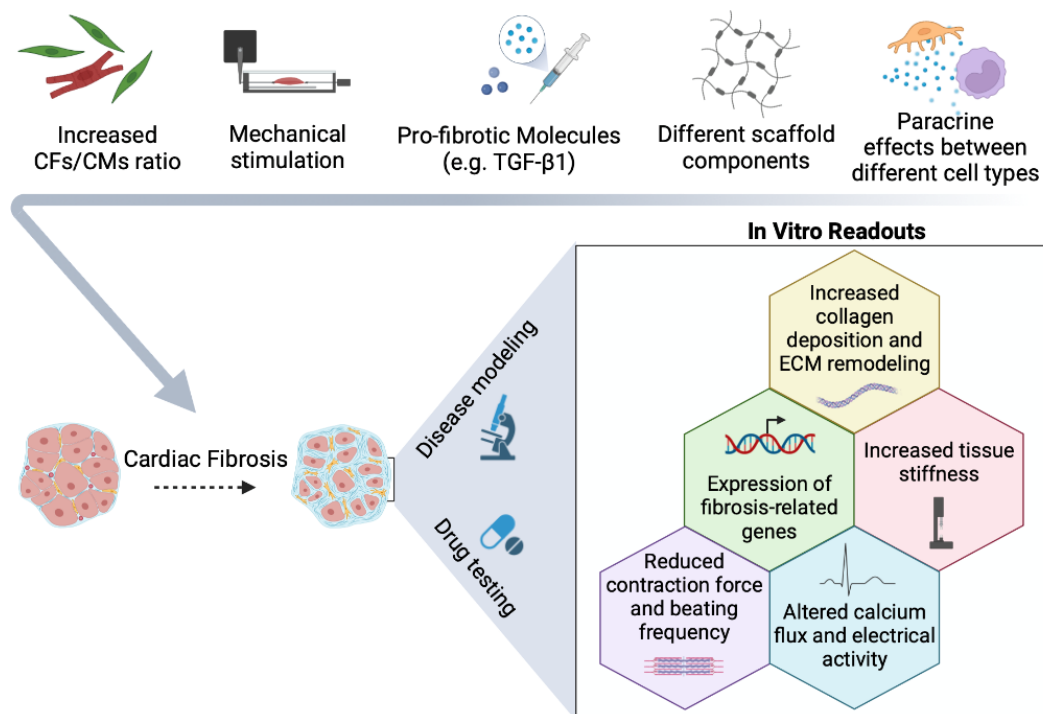 Increased
CFs/CMs ratio
Mechanical
stimulation
Pro-fibrotic Molecules
(e.g. TGF-β1)
Different scaffold
components
Paracrine
effects between
different cell types
In Vitro Readouts
Cardiac Fibrosis
Disease modeling
Drug testing
Increased
collagen
deposition and
ECM remodeling
Expression of
fibrosis-related
genes
Increased tissue
stiffness
Reduced
contraction force
and beating
frequency
Altered calcium
flux and electrical
activity